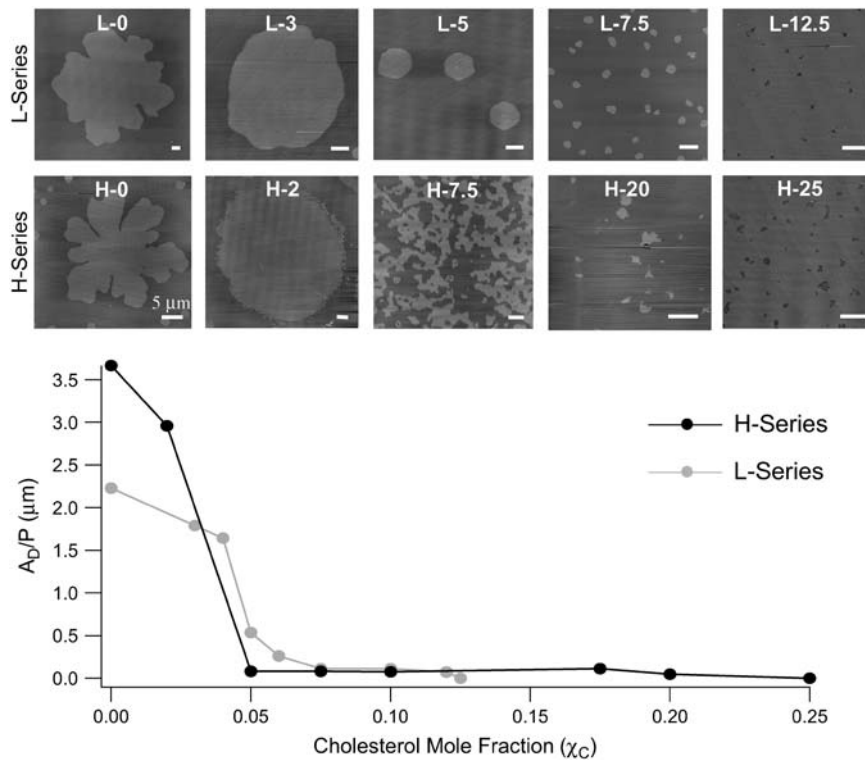 L-Series
L-0
L-3
L-5
L-7.5
L-12.5
H-Series
H-0
H-2
H-7.5
H-20
H-25
5 μm
A_D/P (μm)
3.5
3.0
2.5
2.0
1.5
1.0
0.5
0.0
H-Series
L-Series
0.00 0.05 0.10 0.15 0.20 0.25
Cholesterol Mole Fraction (χ_C)